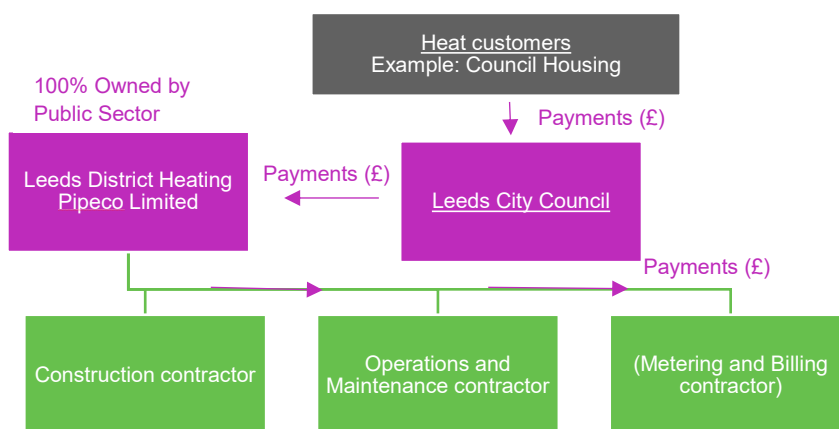 Heat customers
Example: Council Housing
100% Owned by
Public Sector
Payments (£)
Leeds District Heating
Pipeco Limited
Payments (£)
Leeds City Council
Payments (£)
Construction contractor
Operations and
Maintenance contractor
(Metering and Billing
contractor)